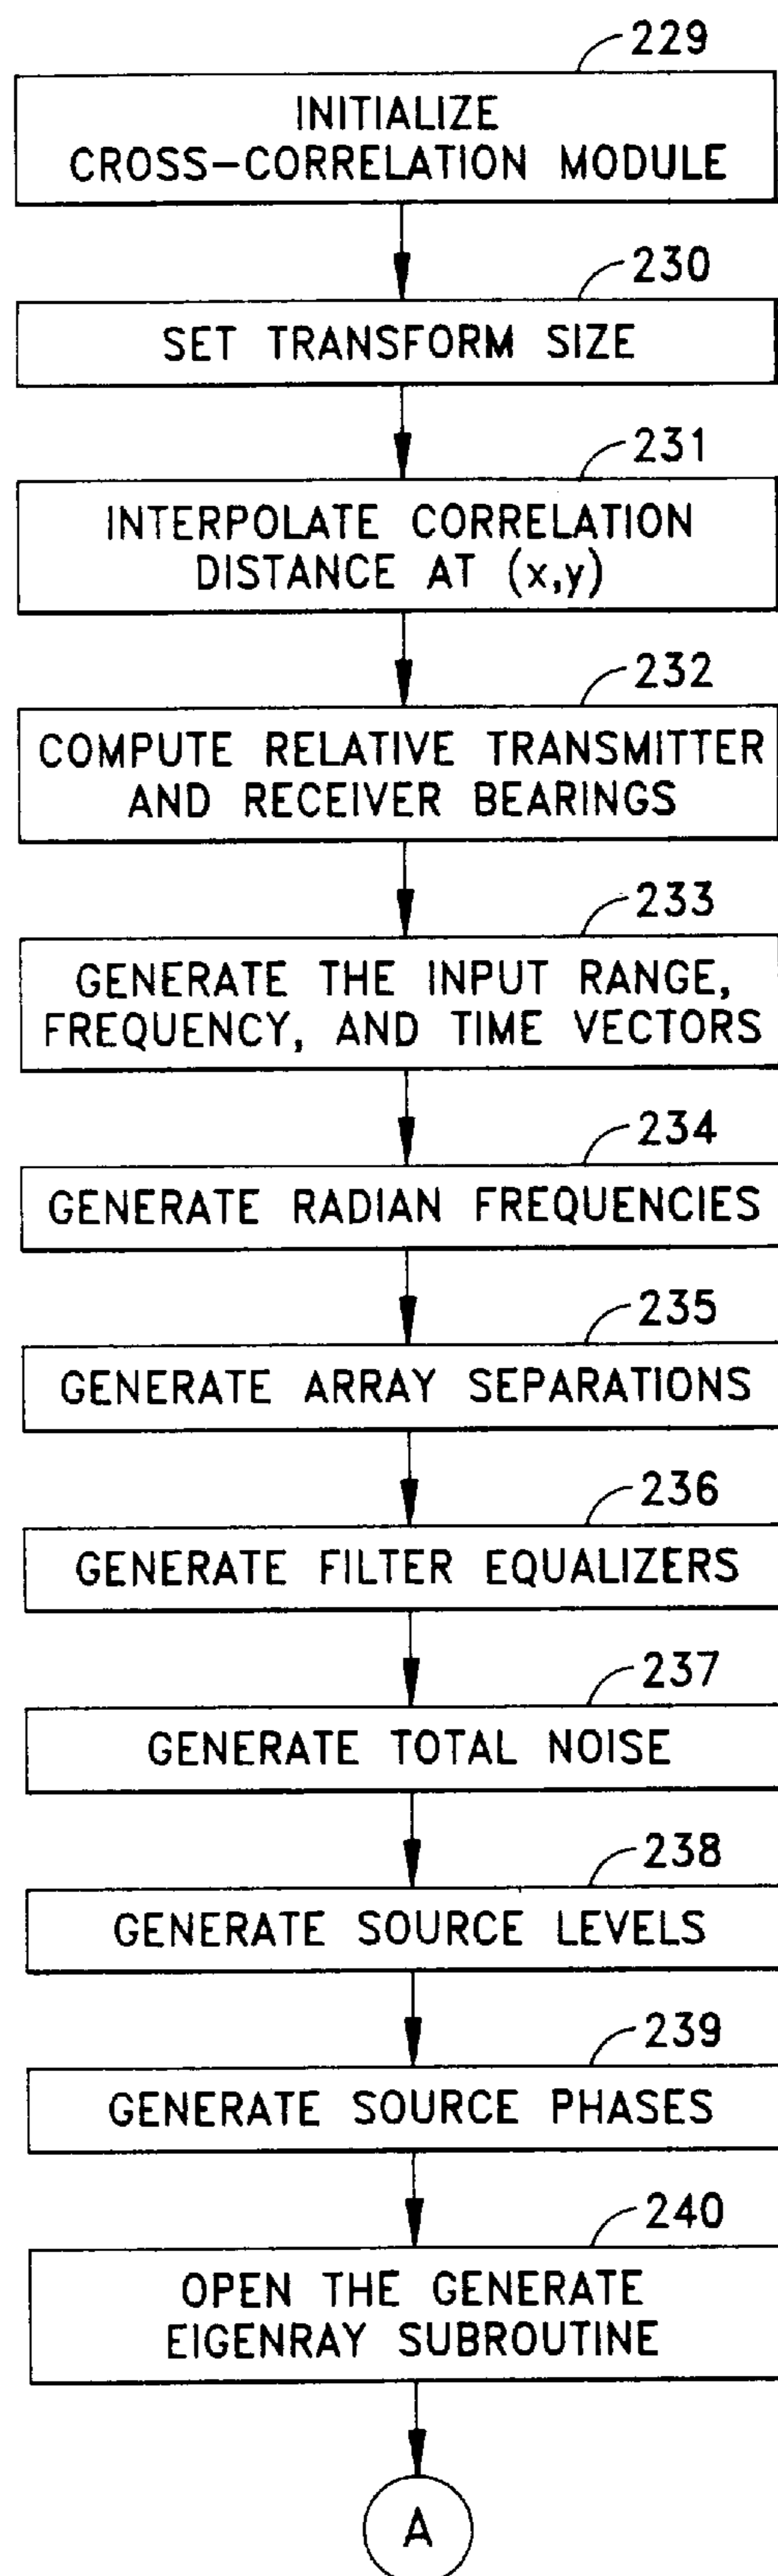 229
INITIALIZE
CROSS-CORRELATION MODULE
230
SET TRANSFORM SIZE
231
INTERPOLATE CORRELATION
DISTANCE AT (x,y)
232
COMPUTE RELATIVE TRANSMITTER
AND RECEIVER BEARINGS
233
GENERATE THE INPUT RANGE,
FREQUENCY, AND TIME VECTORS
234
GENERATE RADIAN FREQUENCIES
235
GENERATE ARRAY SEPARATIONS
236
GENERATE FILTER EQUALIZERS
237
GENERATE TOTAL NOISE
238
GENERATE SOURCE LEVELS
239
GENERATE SOURCE PHASES
240
OPEN THE GENERATE
EIGENRAY SUBROUTINE
A